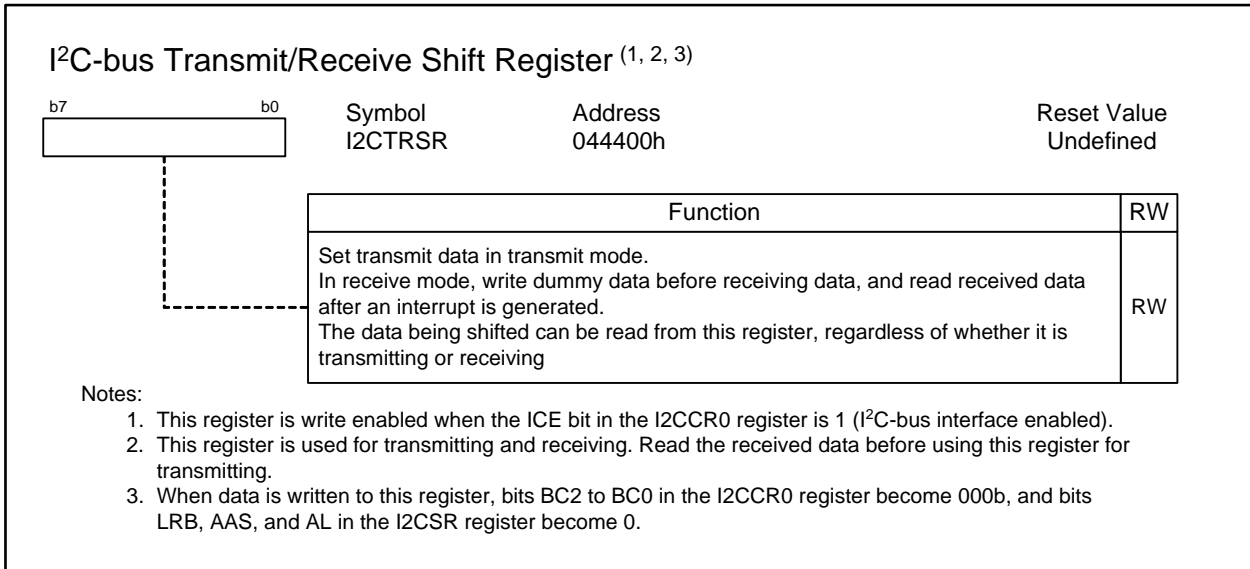 I²C-bus Transmit/Receive Shift Register (1, 2, 3)
b7 b0 Symbol Address Reset Value
I2CTRSR 044400h Undefined
Function RW
Set transmit data in transmit mode.
In receive mode, write dummy data before receiving data, and read received data
after an interrupt is generated.
RW
The data being shifted can be read from this register, regardless of whether it is
transmitting or receiving
Notes:
1. This register is write enabled when the ICE bit in the I2CCR0 register is 1 (I²C-bus interface enabled).
2. This register is used for transmitting and receiving. Read the received data before using this register for
transmitting.
3. When data is written to this register, bits BC2 to BC0 in the I2CCR0 register become 000b, and bits
LRB, AAS, and AL in the I2CSR register become 0.